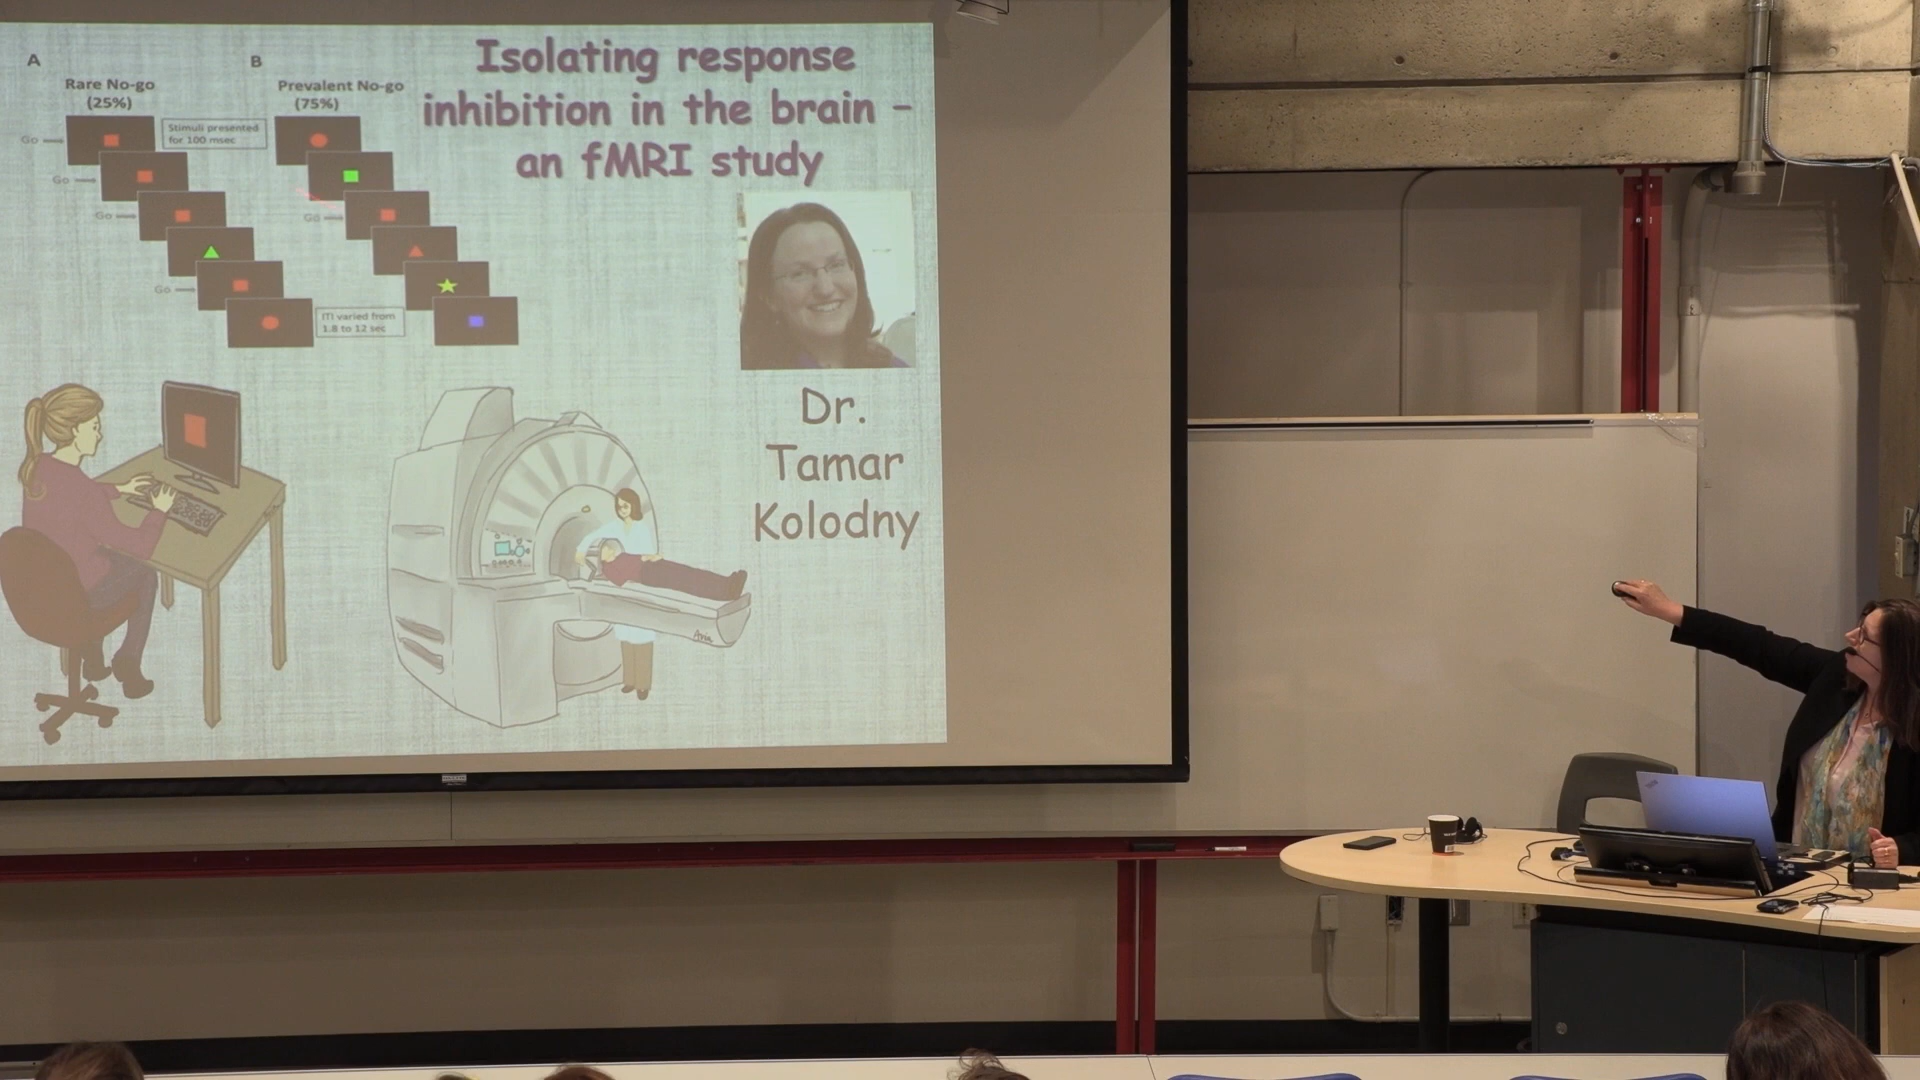 A
B
Isolating response
inhibition in the brain –
an fMRI study
Rare No-go
(25%)
Prevalent No-go
(75%)
Go
Stimuli presented
for 100 msec
Go
Go
Go
Go
ITI varied from
1.8 to 12 sec
Dr.
Tamar
Kolodny